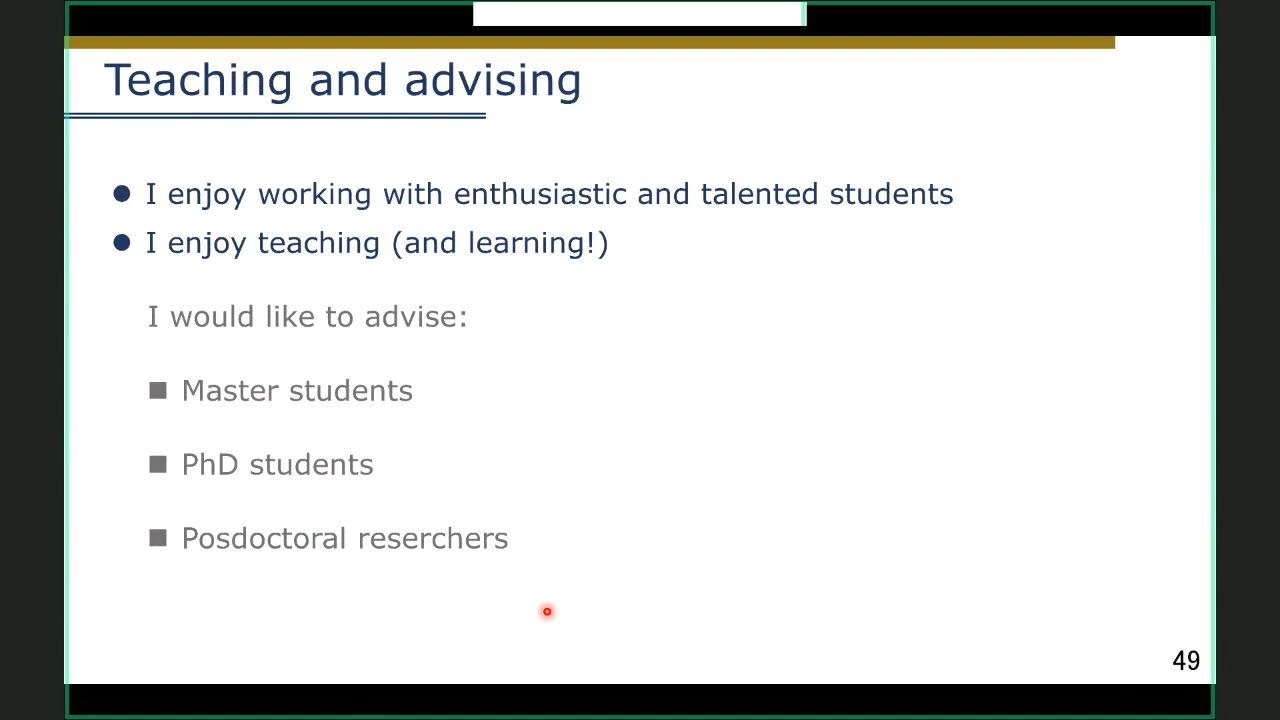 Teaching and advising
● I enjoy working with enthusiastic and talented students
● I enjoy teaching (and learning!)
I would like to advise:
■ Master students
■ PhD students
■ Posdoctoral reserchers
49